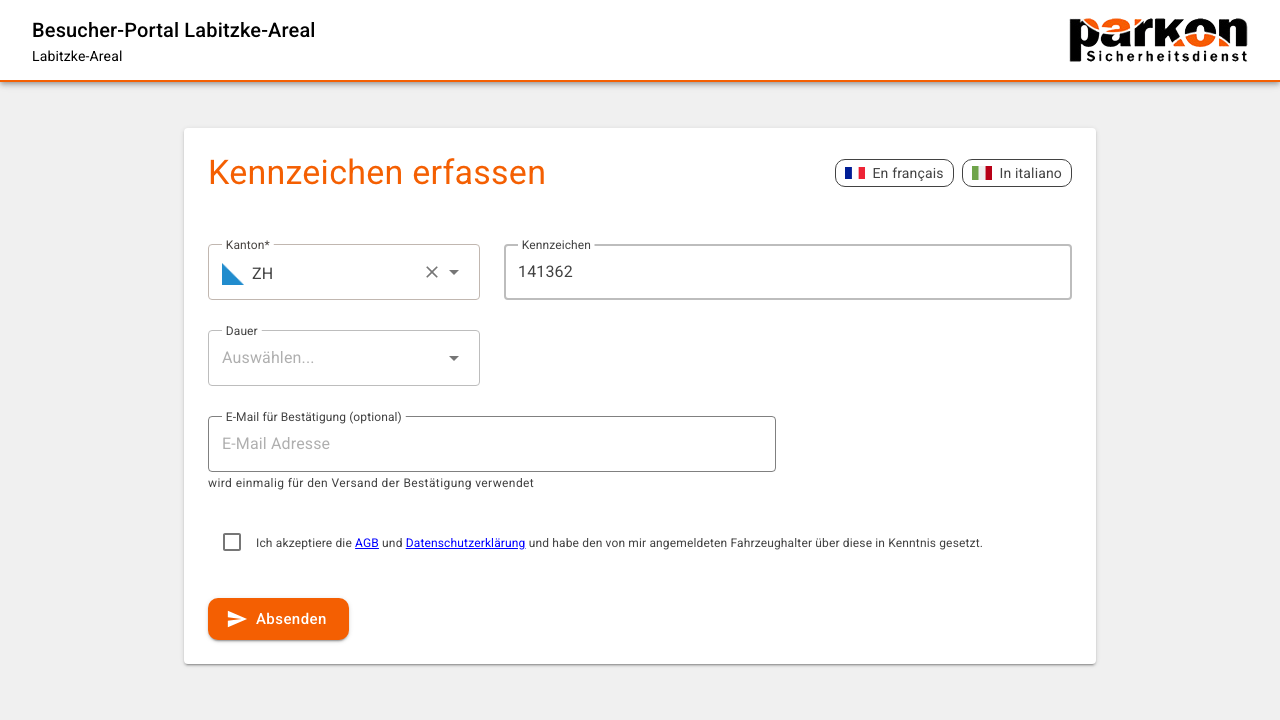 Besucher-Portal Labitzke-Areal
Labitzke-Areal
parkon
Sicherheitsdienst
Kennzeichen erfassen
En français
In italiano
Kanton*
ZH
Kennzeichen
141362
Dauer
Auswählen...
E-Mail für Bestätigung (optional)
E-Mail Adresse
wird einmalig für den Versand der Bestätigung verwendet
Ich akzeptiere die AGB und Datenschutzerklärung und habe den von mir angemeldeten Fahrzeughalter über diese in Kenntnis gesetzt.
Absenden